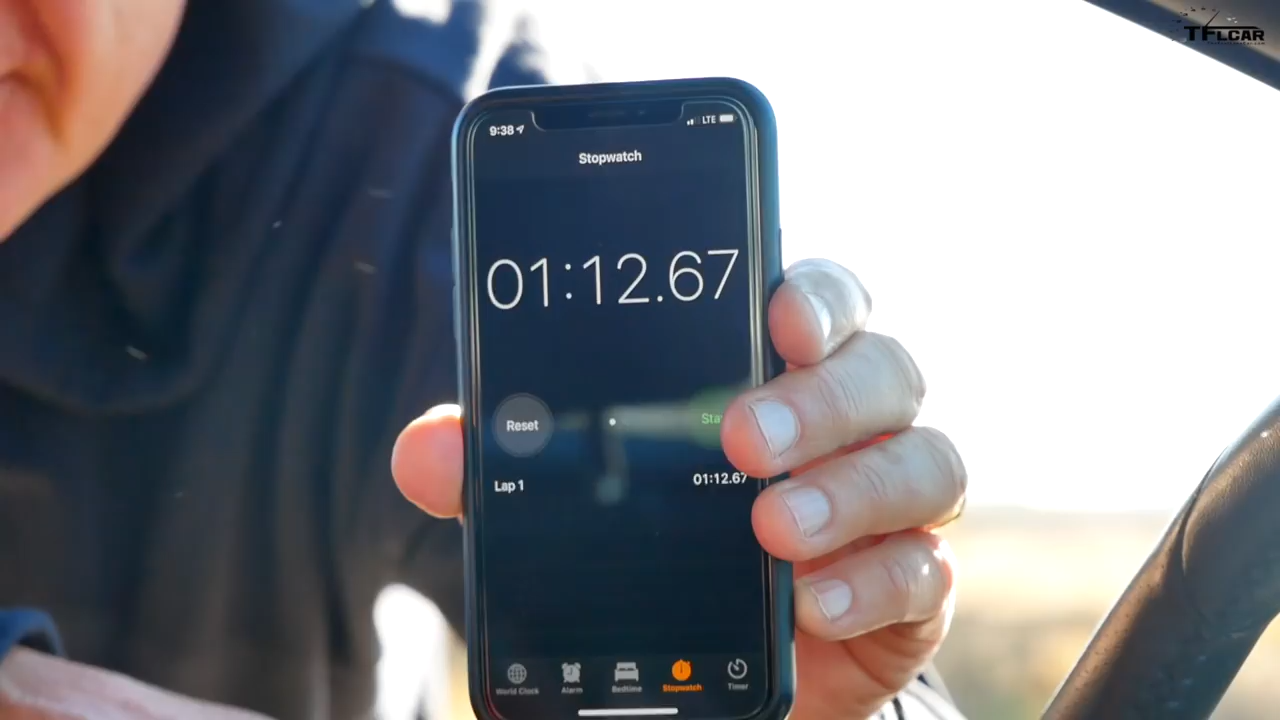 TFLCAR
9:38 LTE
Stopwatch
01:12.67
Reset Sta
Lap 1 01:12.67
World Clock Alarm Bedtime Stopwatch Timer